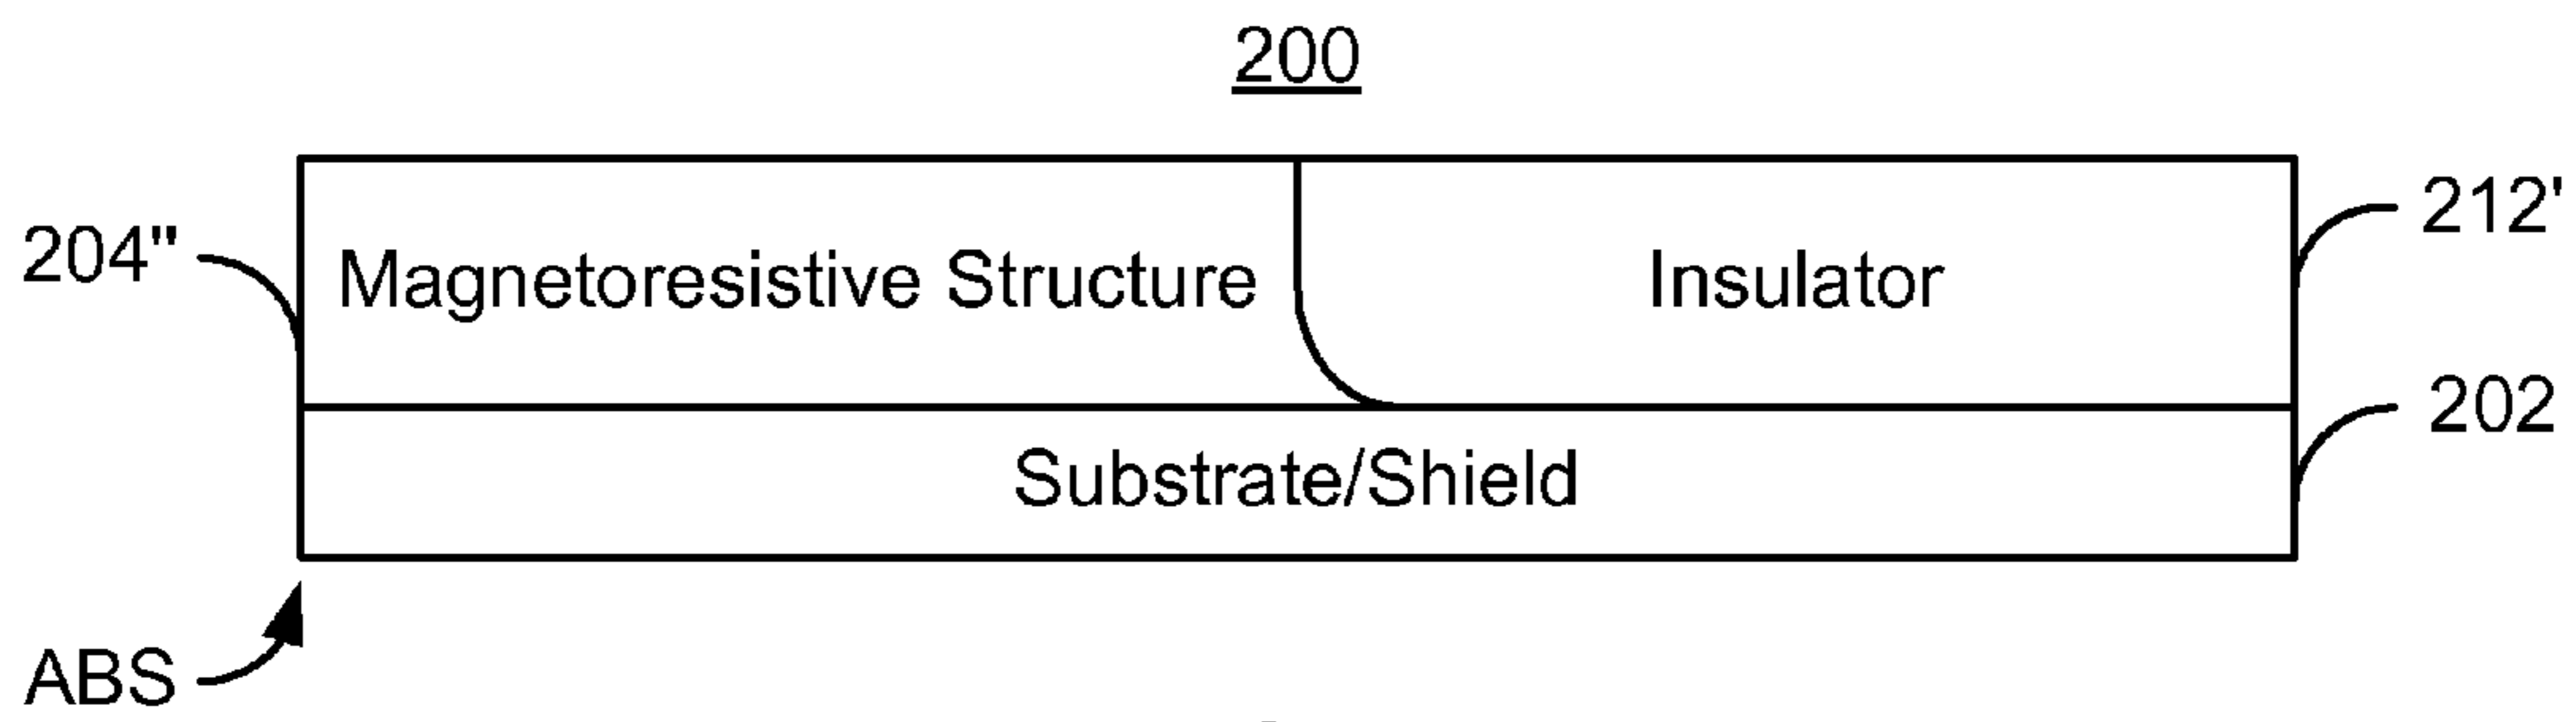 200
204" Magnetoresistive Structure Insulator 212'
Substrate/Shield 202
ABS